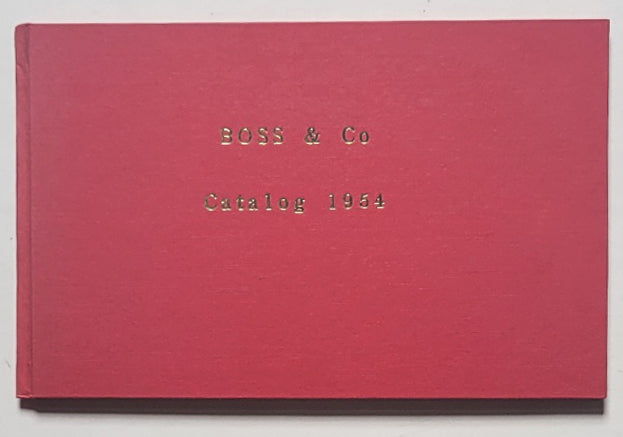 BOSS & Co
Catalog 1954